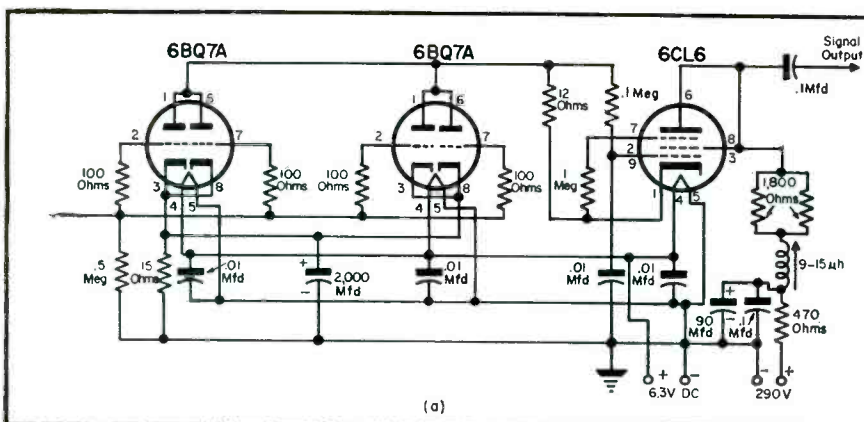 6BQ7A
6BQ7A
6CL6
Signal
Output
.1Mfd
1 6
1 6
12
Ohms
.1 Meg
6
2 7
2 7
7
2
9
8
3
100
Ohms
100
Ohms
100
Ohms
100
Ohms
1
Meg
1,800
Ohms
3 8
4 5
3 8
4 5
1 4 5
.5
Meg
15
Ohms
.01
Mfd
+
-
2,000
Mfd
.01
Mfd
.01
Mfd
.01
Mfd
9-15µh
+
-
90
Mfd
.1
Mfd
470
Ohms
+ -
6.3V DC
- +
290V
(a)